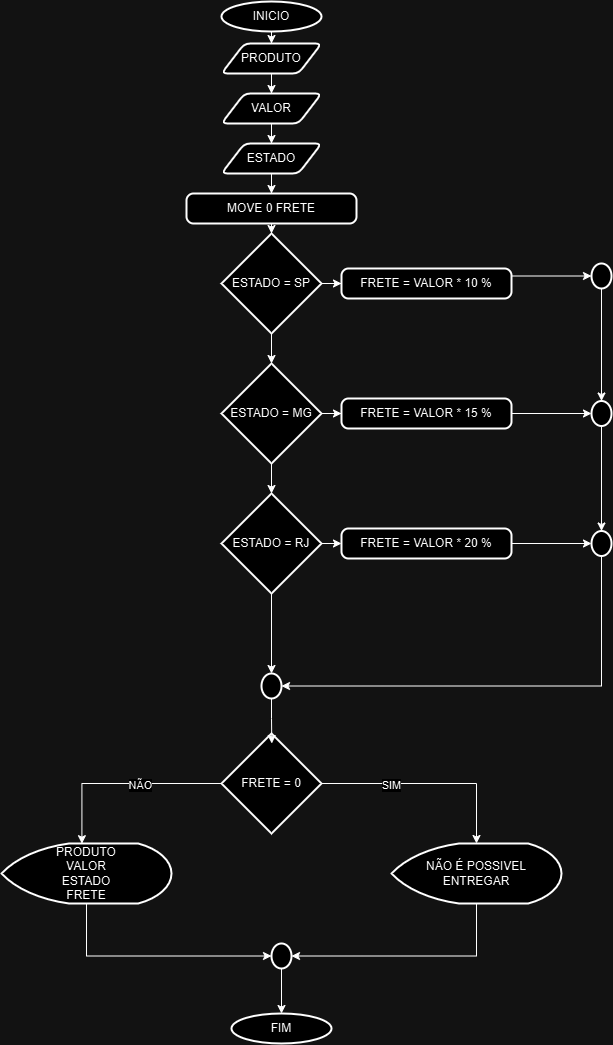 INICIO
PRODUTO
VALOR
ESTADO
MOVE 0 FRETE
ESTADO = SP
FRETE = VALOR * 10 %
ESTADO = MG
FRETE = VALOR * 15 %
ESTADO = RJ
FRETE = VALOR * 20 %
FRETE = 0
NÃO
SIM
PRODUTO
VALOR
ESTADO
FRETE
NÃO É POSSIVEL
ENTREGAR
FIM